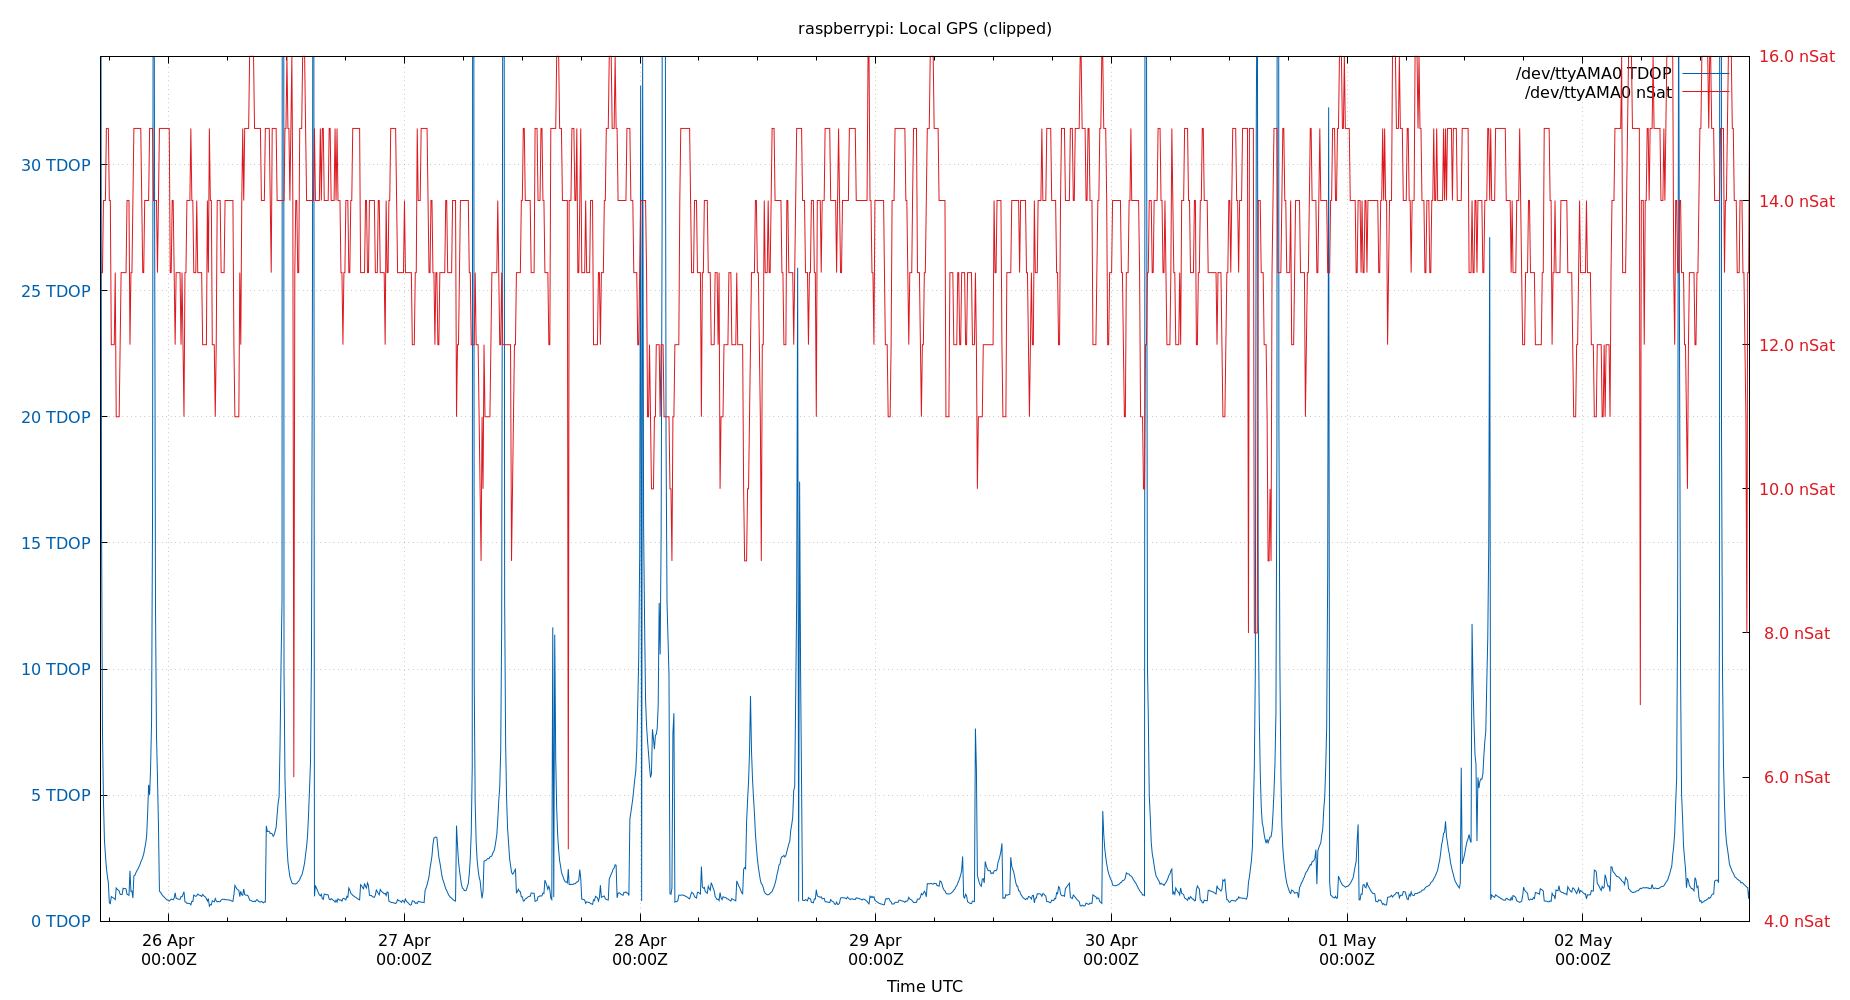 raspberrypi: Local GPS (clipped)
/dev/ttyAMA0 TDOP
/dev/ttyAMA0 nSat
30 TDOP
25 TDOP
20 TDOP
15 TDOP
10 TDOP
5 TDOP
0 TDOP
16.0 nSat
14.0 nSat
12.0 nSat
10.0 nSat
8.0 nSat
6.0 nSat
4.0 nSat
26 Apr 27 Apr 28 Apr 29 Apr 30 Apr 01 May 02 May
00:00Z 00:00Z 00:00Z 00:00Z 00:00Z 00:00Z 00:00Z
Time UTC